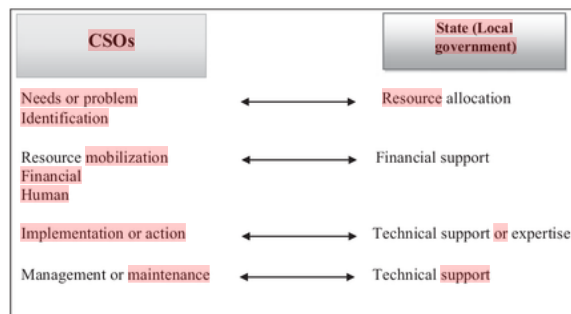 CSOs
State (Local
government)
Needs or problem
Identification
Resource allocation
Resource mobilization
Financial
Human
Financial support
Implementation or action
Technical support or expertise
Management or maintenance
Technical support